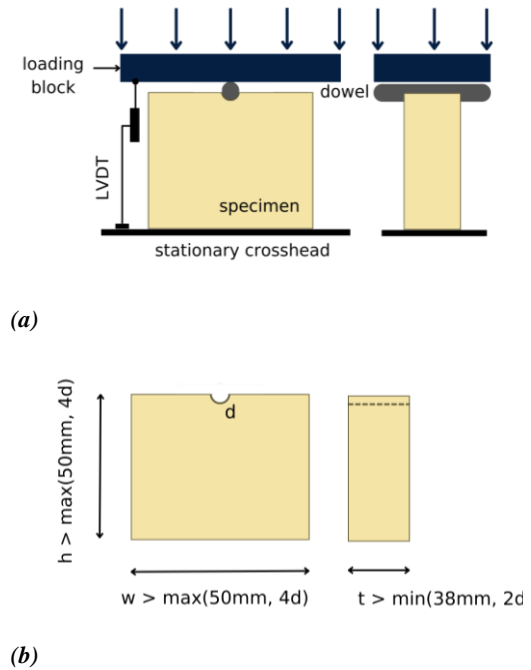 loading
block
dowel
LVDT
specimen
stationary crosshead
(a)
h > max(50mm, 4d)
d
w > max(50mm, 4d)
t > min(38mm, 2d
(b)